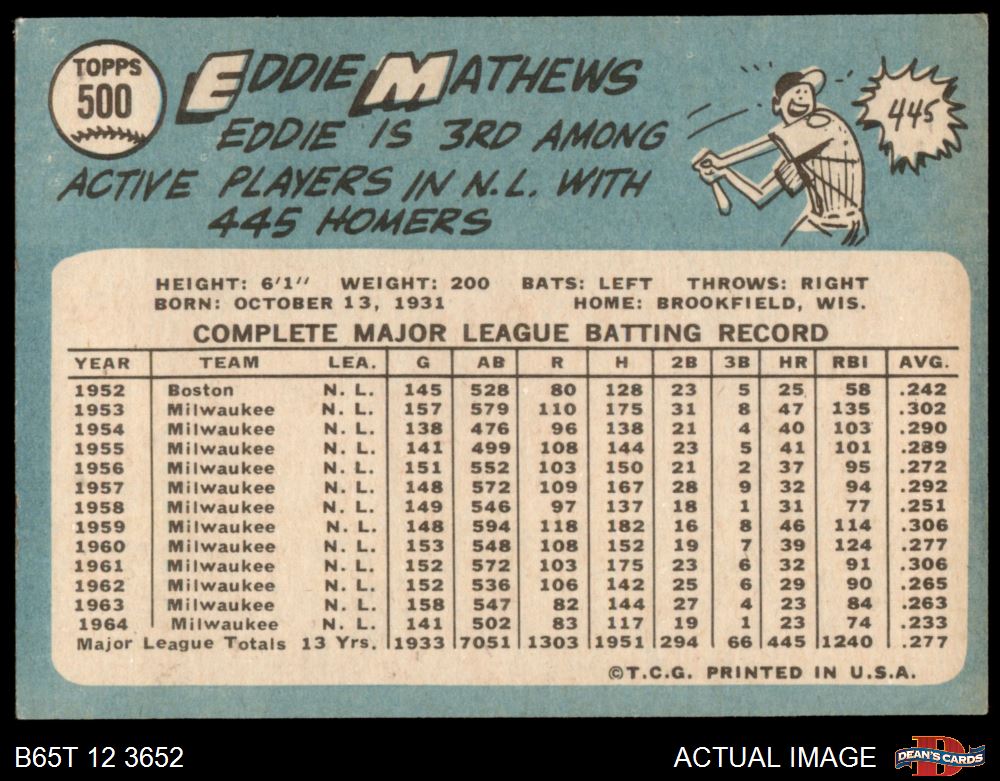 TOPPS
500
EDDIE MATHEWS
EDDIE IS 3RD AMONG
ACTIVE PLAYERS IN N.L. WITH
445 HOMERS
445
HEIGHT: 6'1" WEIGHT: 200 BATS: LEFT THROWS: RIGHT
BORN: OCTOBER 13, 1931 HOME: BROOKFIELD, WIS.
COMPLETE MAJOR LEAGUE BATTING RECORD
YEAR TEAM LEA. G AB R H 2B 3B HR RBI AVG.
1952 Boston N. L. 145 528 80 128 23 5 25 58 .242
1953 Milwaukee N. L. 157 579 110 175 31 8 47 135 .302
1954 Milwaukee N. L. 138 476 96 138 21 4 40 103 .290
1955 Milwaukee N. L. 141 499 108 144 23 5 41 101 .289
1956 Milwaukee N. L. 151 552 103 150 21 2 37 95 .272
1957 Milwaukee N. L. 148 572 109 167 28 9 32 94 .292
1958 Milwaukee N. L. 149 546 97 137 18 1 31 77 .251
1959 Milwaukee N. L. 148 594 118 182 16 8 46 114 .306
1960 Milwaukee N. L. 153 548 108 152 19 7 39 124 .277
1961 Milwaukee N. L. 152 572 103 175 23 6 32 91 .306
1962 Milwaukee N. L. 152 536 106 142 25 6 29 90 .265
1963 Milwaukee N. L. 158 547 82 144 27 4 23 84 .263
1964 Milwaukee N. L. 141 502 83 117 19 1 23 74 .233
Major League Totals 13 Yrs. 1933 7051 1303 1951 294 66 445 1240 .277
©T.C.G. PRINTED IN U.S.A.
B65T 12 3652 ACTUAL IMAGE DEAN'S CARDS